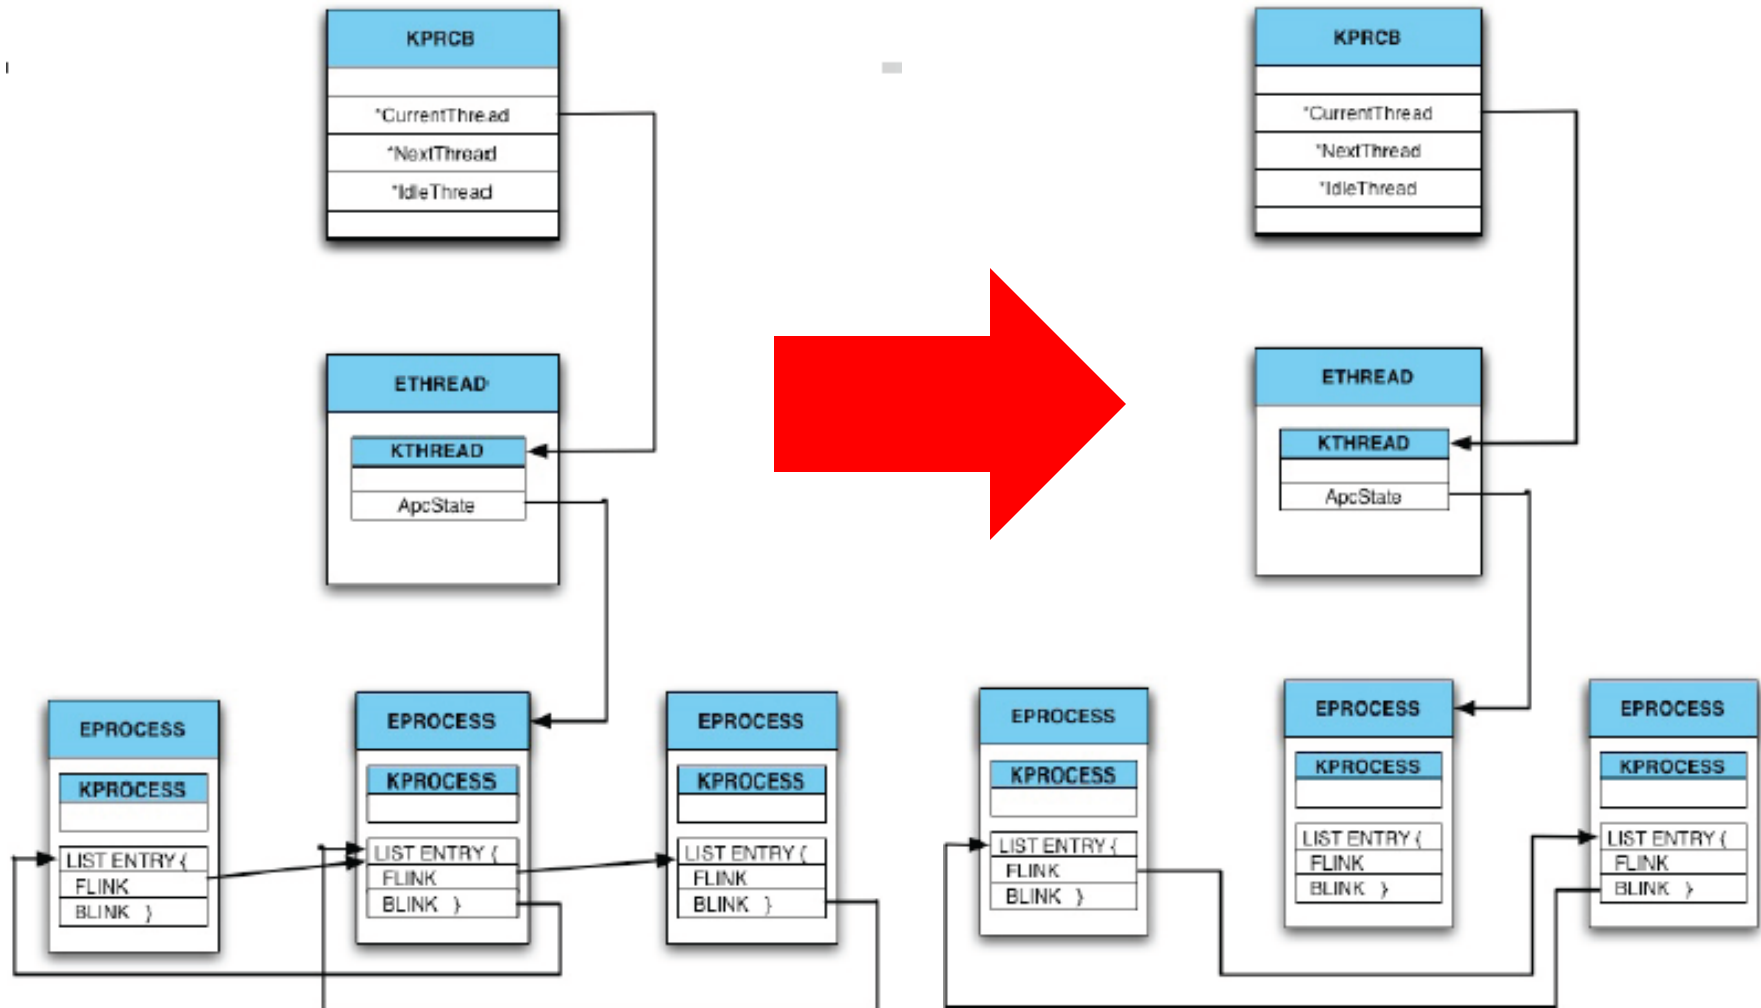 KPRCB
*CurrentThread
*NextThread
*IdleThread
ETHREAD
KTHREAD
ApcState
EPROCESS
KPROCESS
LIST ENTRY {
FLINK
BLINK }
EPROCESS
KPROCESS
LIST ENTRY {
FLINK
BLINK }
EPROCESS
KPROCESS
LIST ENTRY {
FLINK
BLINK }
KPRCB
*CurrentThread
*NextThread
*IdleThread
ETHREAD
KTHREAD
ApcState
EPROCESS
KPROCESS
LIST ENTRY {
FLINK
BLINK }
EPROCESS
KPROCESS
LIST ENTRY {
FLINK
BLINK }
EPROCESS
KPROCESS
LIST ENTRY {
FLINK
BLINK }